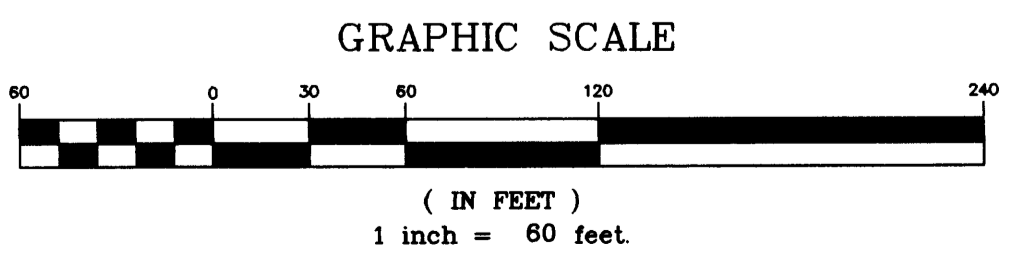 GRAPHIC SCALE
60 0 30 60 120 240
( IN FEET )
1 inch = 60 feet.